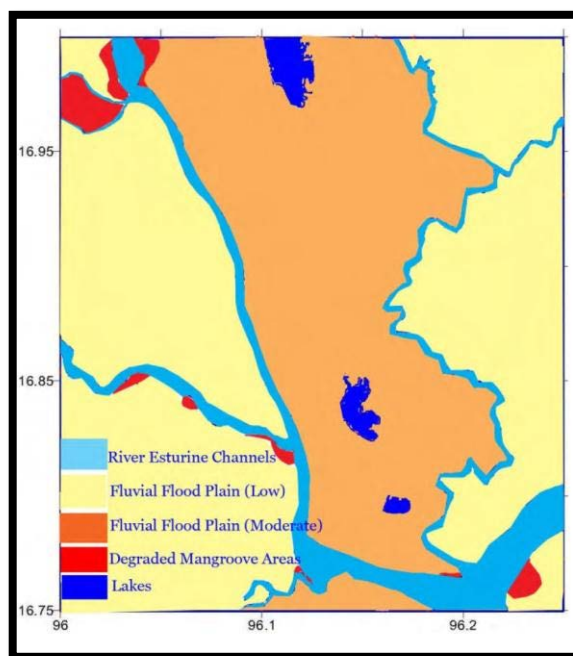 16.95
16.85
River Esturine Channels
Fluvial Flood Plain (Low)
Fluvial Flood Plain (Moderate)
Degraded Mangroove Areas
Lakes
16.75
96
96.1
96.2